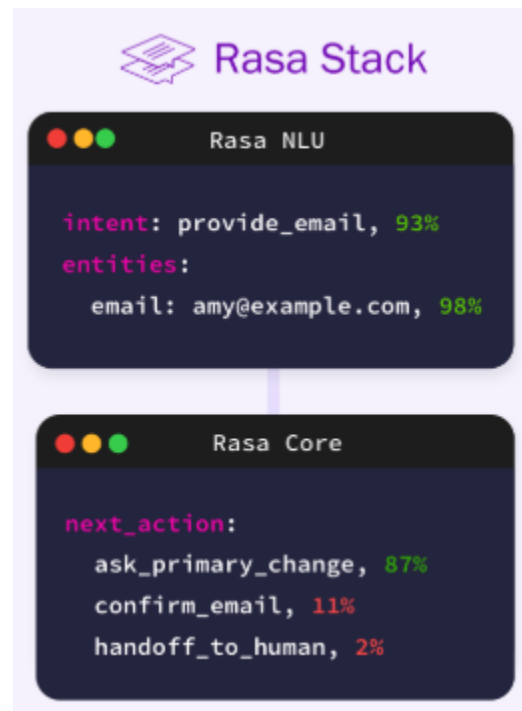 Rasa Stack
Rasa NLU
intent: provide_email, 93%
entities:
email: amy@example.com, 98%
Rasa Core
next_action:
ask_primary_change, 87%
confirm_email, 11%
handoff_to_human, 2%